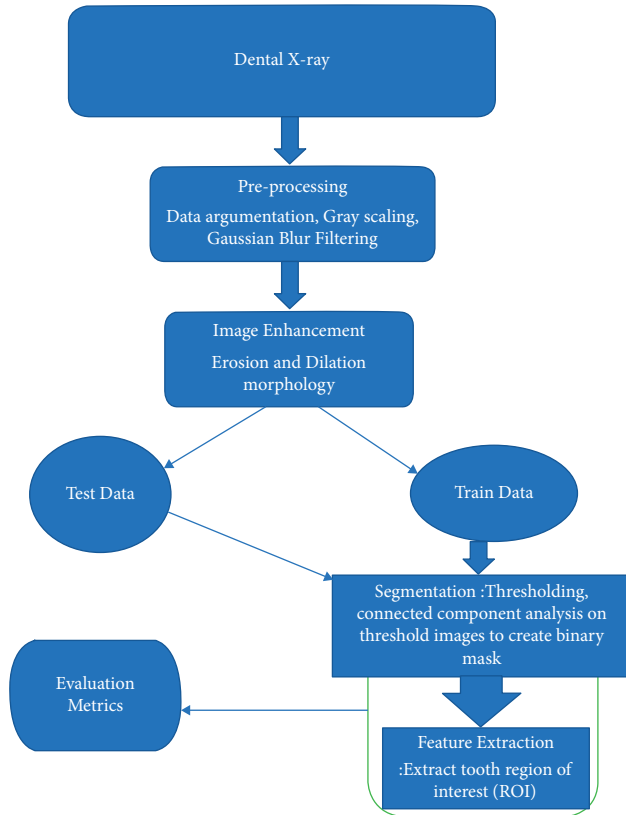 Dental X-ray
Pre-processing
Data argumentation, Gray scaling,
Gaussian Blur Filtering
Image Enhancement
Erosion and Dilation
morphology
Test Data
Train Data
Segmentation :Thresholding,
connected component analysis on
threshold images to create binary
mask
Evaluation
Metrics
Feature Extraction
:Extract tooth region of
interest (ROI)